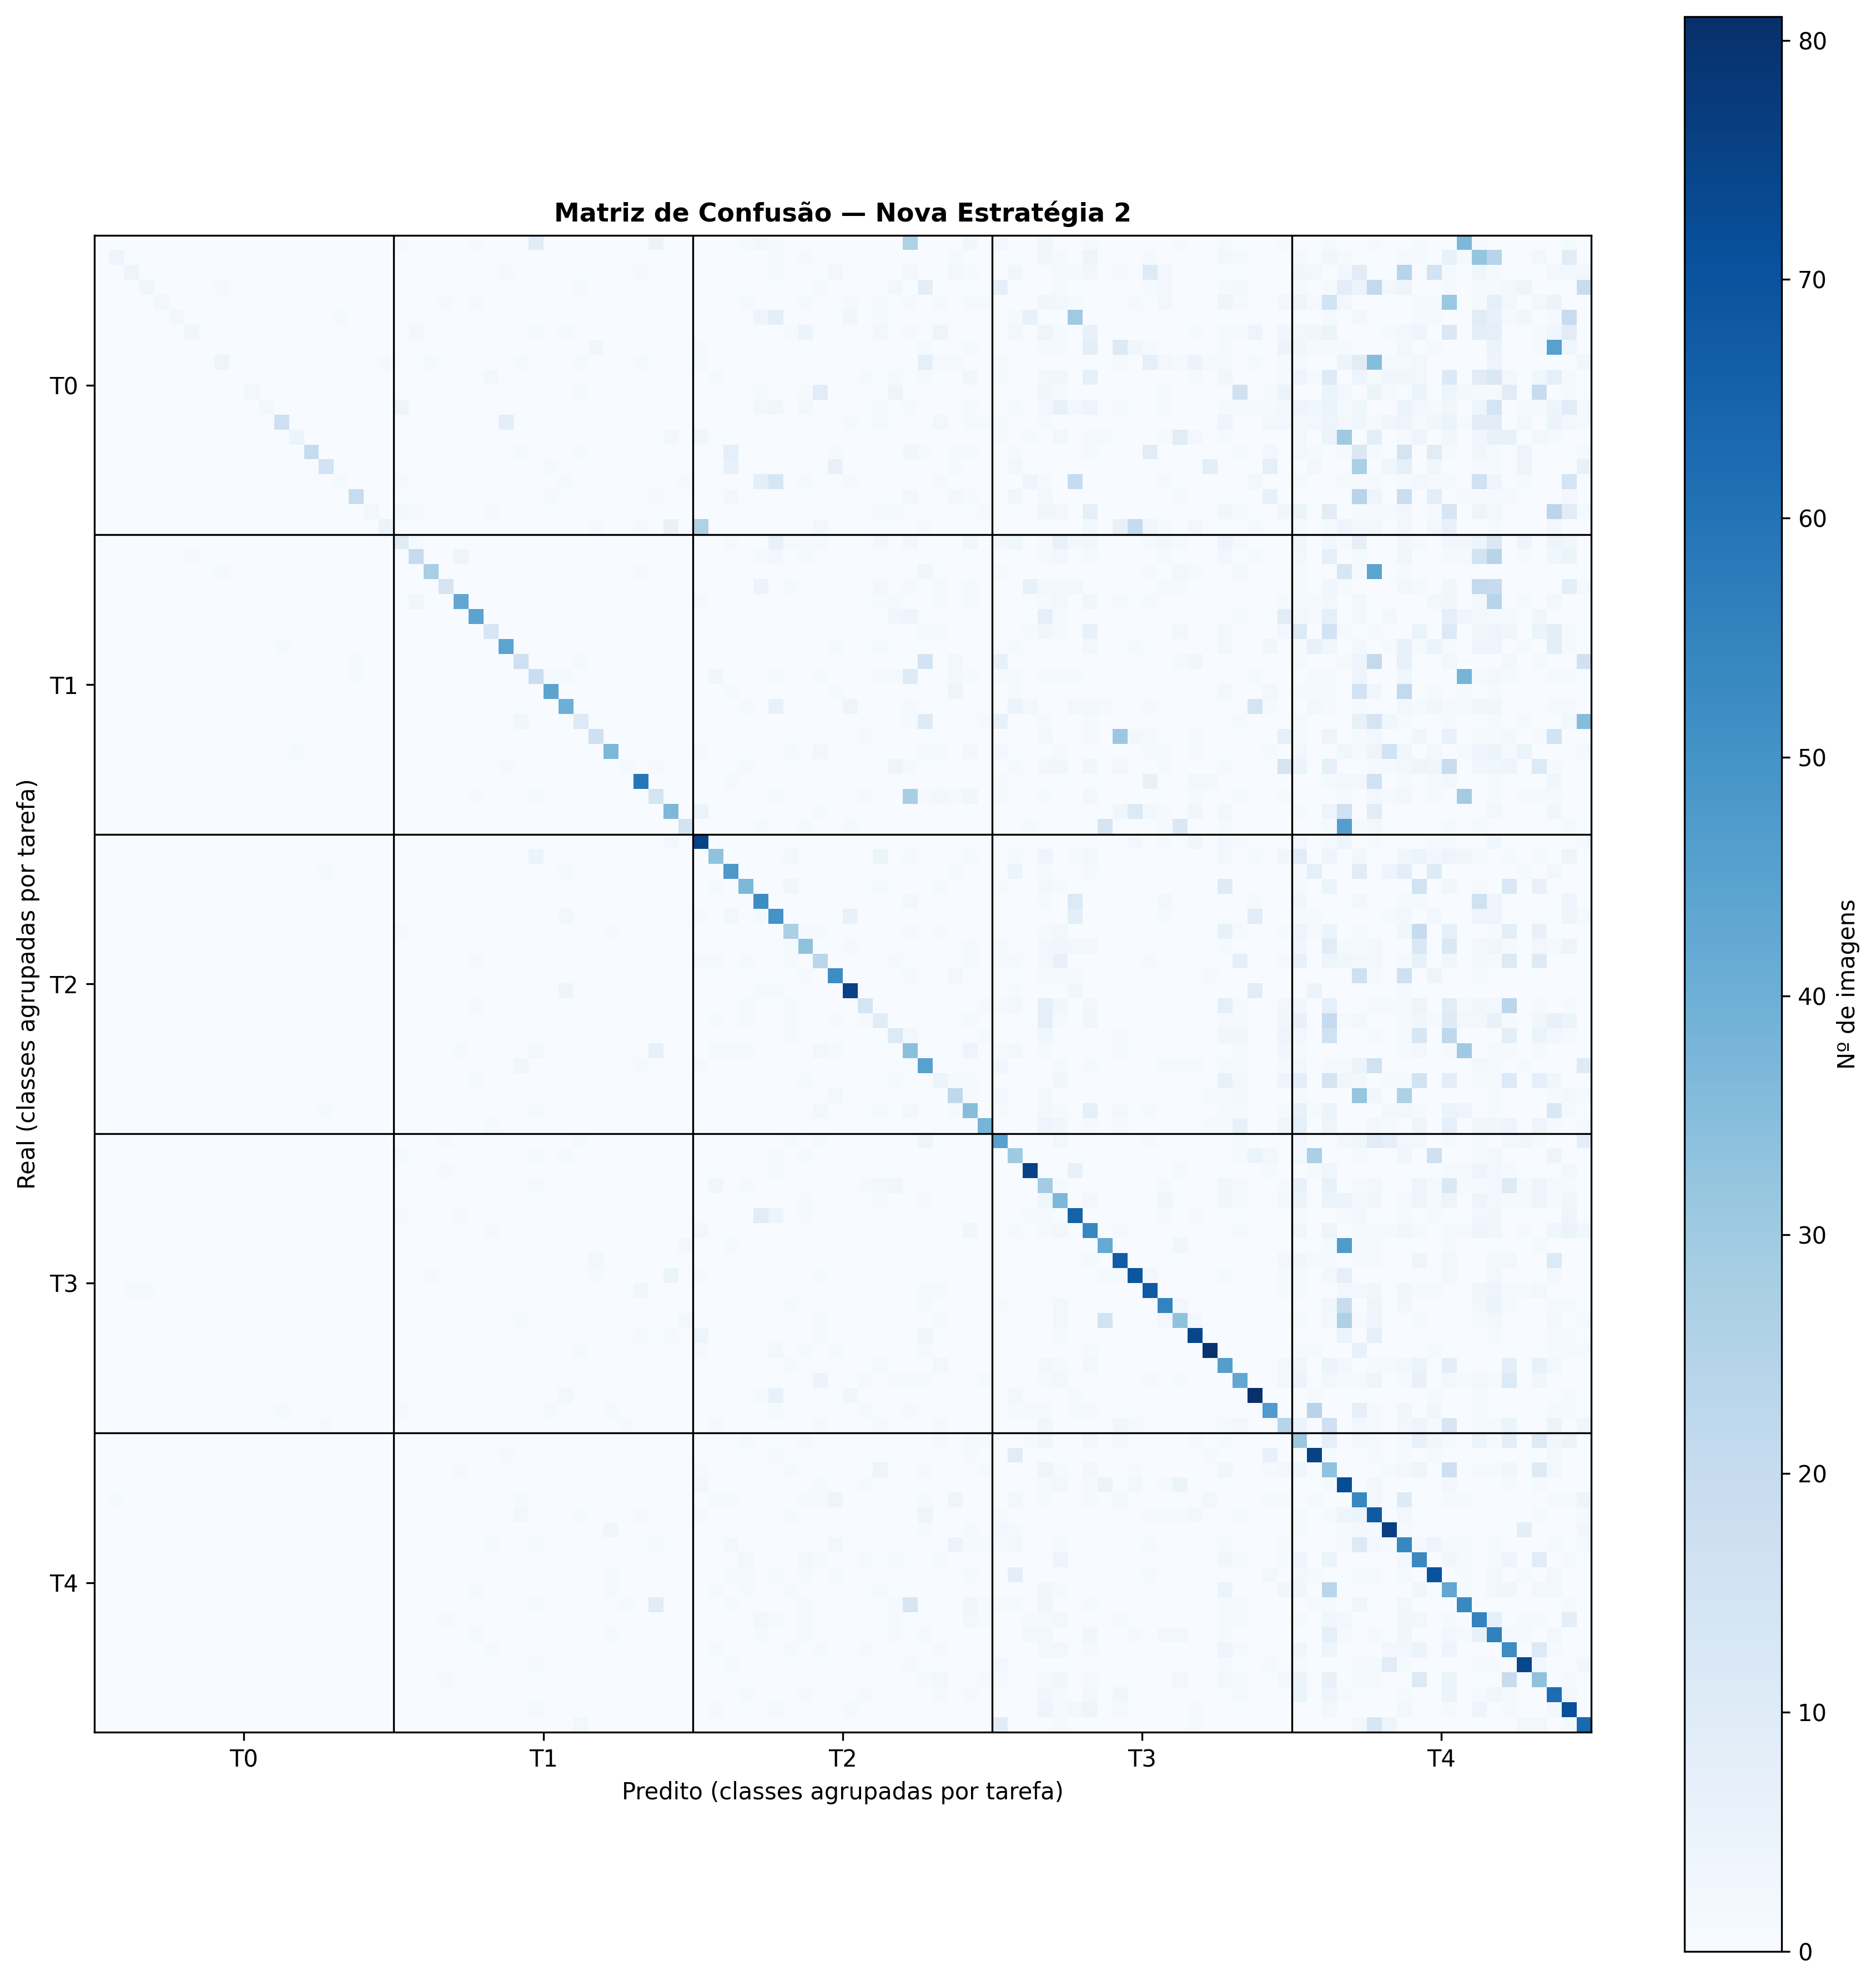 Matriz de Confusão — Nova Estratégia 2
Real (classes agrupadas por tarefa)
T0
T1
T2
T3
T4
T0 T1 T2 T3 T4
Predito (classes agrupadas por tarefa)
80
70
60
50
40
30
20
10
0
Nº de imagens